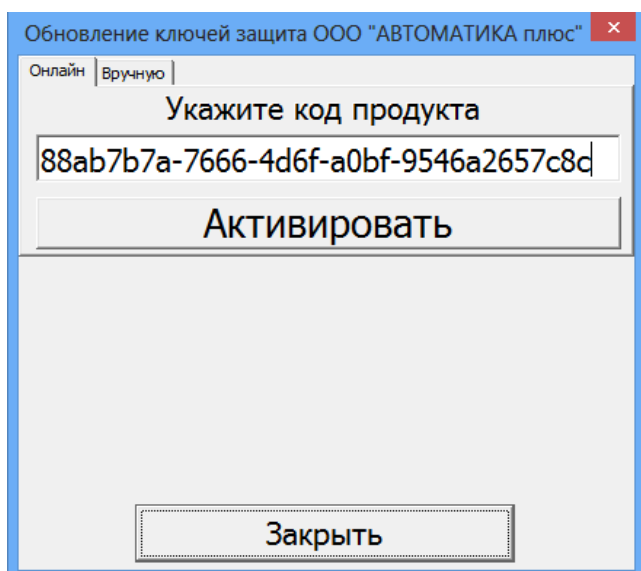 Обновление ключей защита ООО "АВТОМАТИКА плюс"
Онлайн Вручную
Укажите код продукта
88ab7b7a-7666-4d6f-a0bf-9546a2657c8c
Активировать
Закрыть